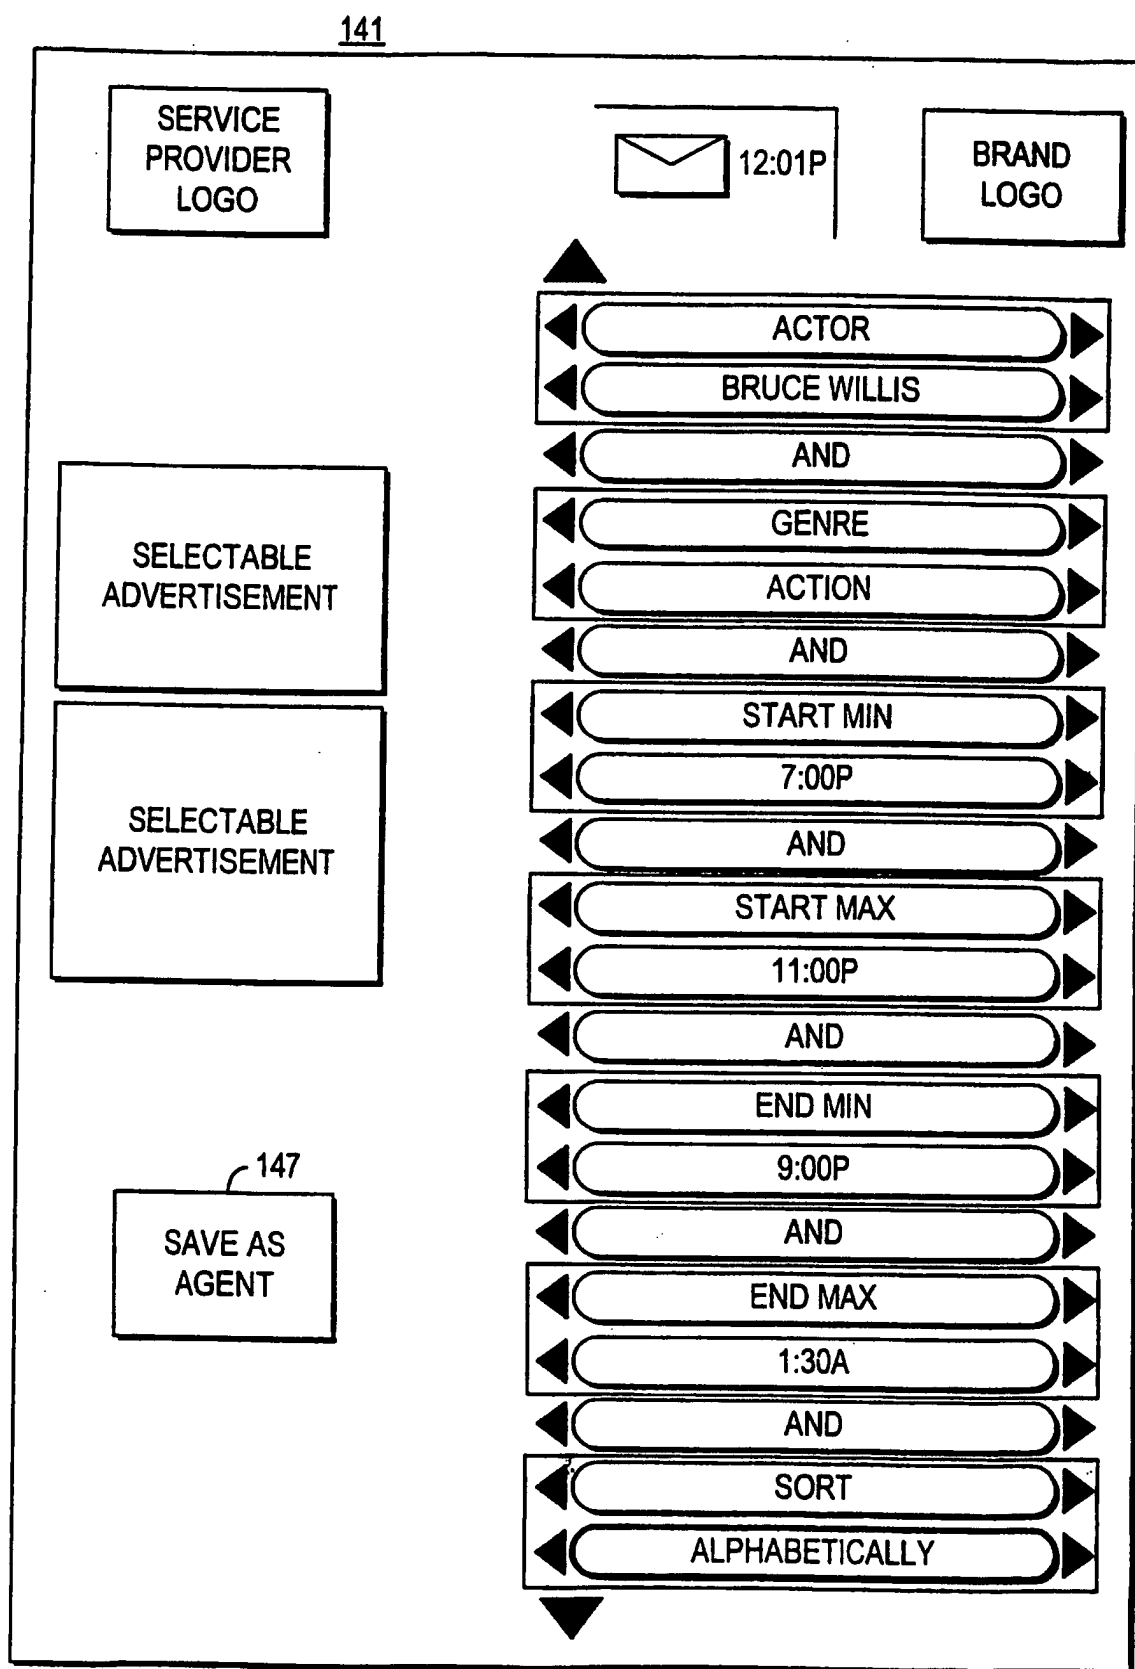 141
SERVICE
PROVIDER
LOGO
12:01P
BRAND
LOGO
ACTOR
BRUCE WILLIS
AND
GENRE
ACTION
AND
START MIN
7:00P
AND
START MAX
11:00P
AND
END MIN
9:00P
AND
END MAX
1:30A
AND
SORT
ALPHABETICALLY
SELECTABLE
ADVERTISEMENT
SELECTABLE
ADVERTISEMENT
147
SAVE AS
AGENT